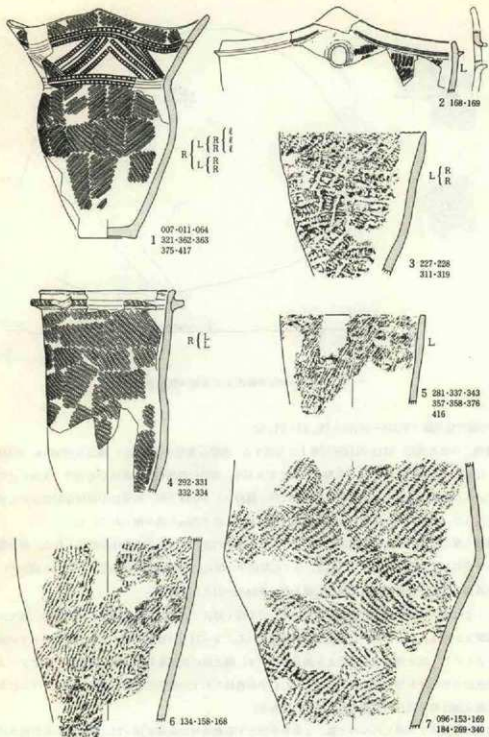 L
2 168·169
R { L { R { ℓ
R { ℓ
ℓ
L { R
R
1 007·011·064
321·362·363
375·417
L { R
R
3 227·228
311·319
R { L
L
4 292·331
332·334
L
5 281·337·343
357·358·376
416
6 134·158·168
7 096·153·169
184·269·340